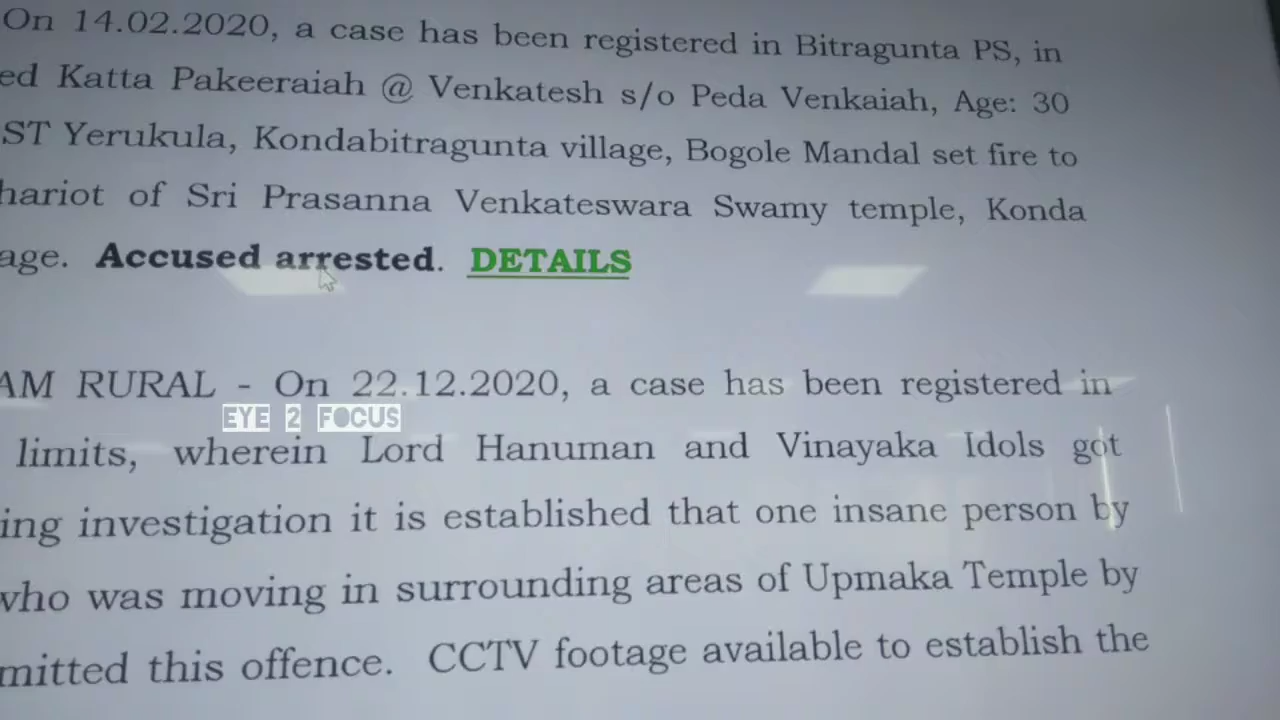 On 14.02.2020, a case has been registered in Bitragunta PS, in
ed Katta Pakeeraiah @ Venkatesh s/o Peda Venkaiah, Age: 30
ST Yerukula, Kondabitragunta village, Bogole Mandal set fire to
hariot of Sri Prasanna Venkateswara Swamy temple, Konda
age. Accused arrested. DETAILS
AM RURAL - On 22.12.2020, a case has been registered in
EYE 2 FOCUS
limits, wherein Lord Hanuman and Vinayaka Idols got
ing investigation it is established that one insane person by
who was moving in surrounding areas of Upmaka Temple by
mitted this offence. CCTV footage available to establish the